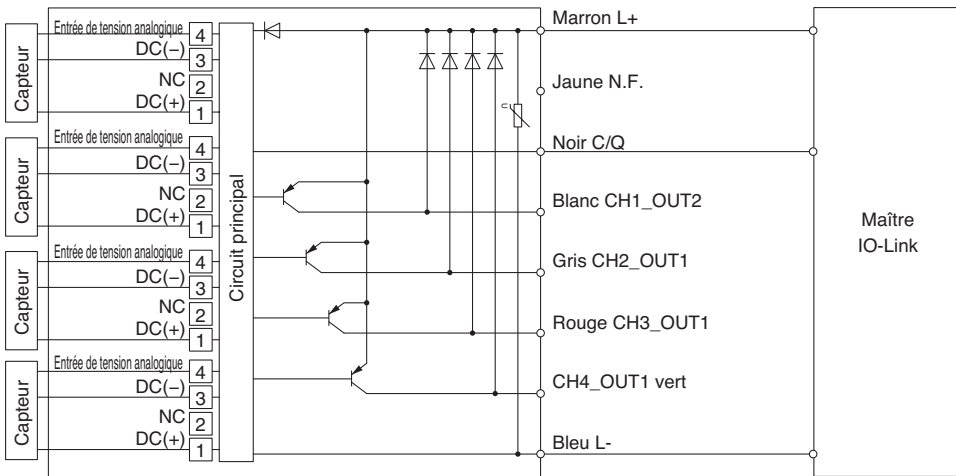 Capteur
Entrée de tension analogique 4
DC(−) 3
NC 2
DC(+) 1
Capteur
Entrée de tension analogique 4
DC(−) 3
NC 2
DC(+) 1
Capteur
Entrée de tension analogique 4
DC(−) 3
NC 2
DC(+) 1
Capteur
Entrée de tension analogique 4
DC(−) 3
NC 2
DC(+) 1
Circuit principal
U
Marron L+
Jaune N.F.
Noir C/Q
Blanc CH1_OUT2
Gris CH2_OUT1
Rouge CH3_OUT1
CH4_OUT1 vert
Bleu L-
Maître
IO-Link